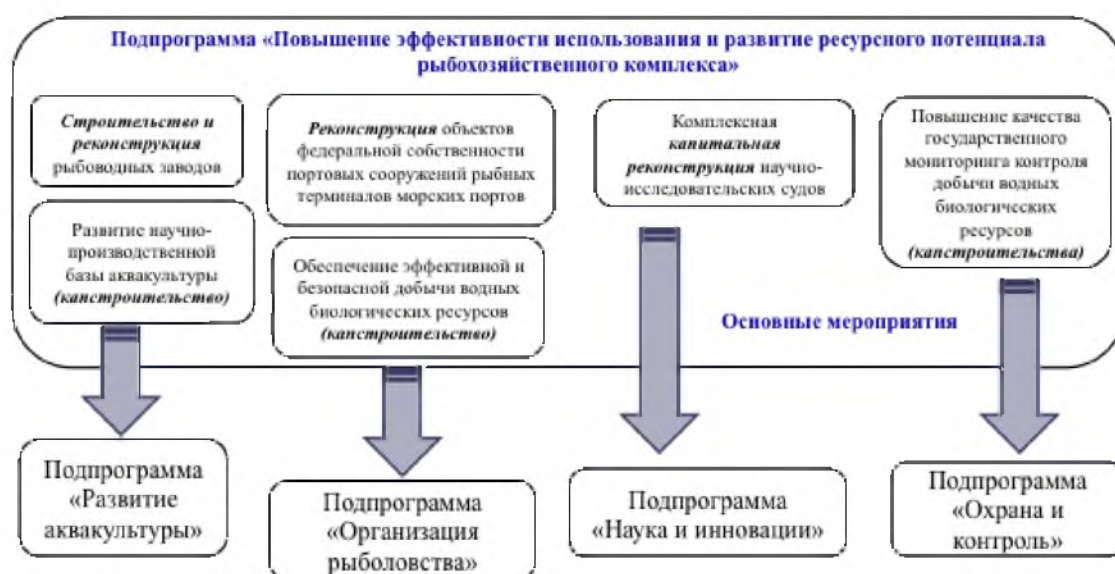 Подпрограмма «Повышение эффективности использования и развитие ресурсного потенциала
рыбохозяйственного комплекса»
Строительство и
реконструкция
рыбоводных заводов
Развитие научно-
производственной
базы аквакультуры
(капстроительство)
Реконструкция объектов
федеральной собственности
портовых сооружений рыбных
терминалов морских портов
Обеспечение эффективной и
безопасной добычи водных
биологических ресурсов
(капстроительство)
Комплексная
капитальная
реконструкция научно-
исследовательских судов
Повышение качества
государственного
мониторинга контроля
добычи водных
биологических
ресурсов
(капстроительства)
Основные мероприятия
Подпрограмма
«Развитие
аквакультуры»
Подпрограмма
«Организация
рыболовства»
Подпрограмма
«Наука и инновации»
Подпрограмма
«Охрана и
контроль»